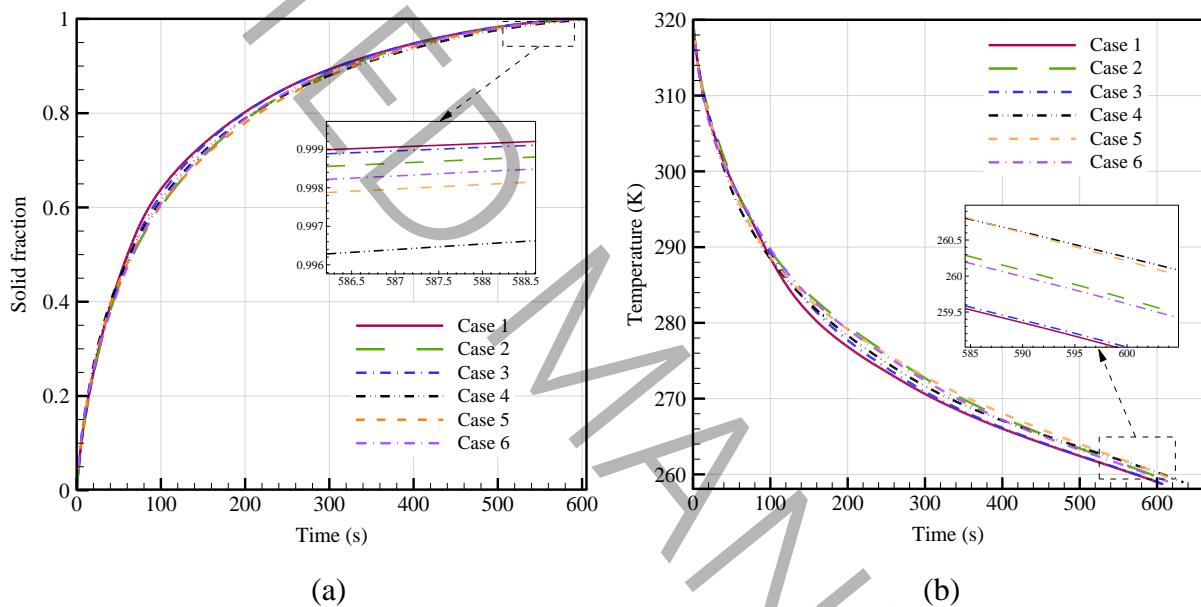 Solid fraction
1
0.8
0.6
0.4
0.2
0
0 100 200 300 400 500 600
Time (s)
0.999
0.998
0.997
0.996
586.5 587 587.5 588 588.5
Case 1
Case 2
Case 3
Case 4
Case 5
Case 6
(a)
Temperature (K)
320
310
300
290
280
270
260
0 100 200 300 400 500 600
Time (s)
Case 1
Case 2
Case 3
Case 4
Case 5
Case 6
260.5
260
259.5
585 590 595 600
(b)
TED MAN